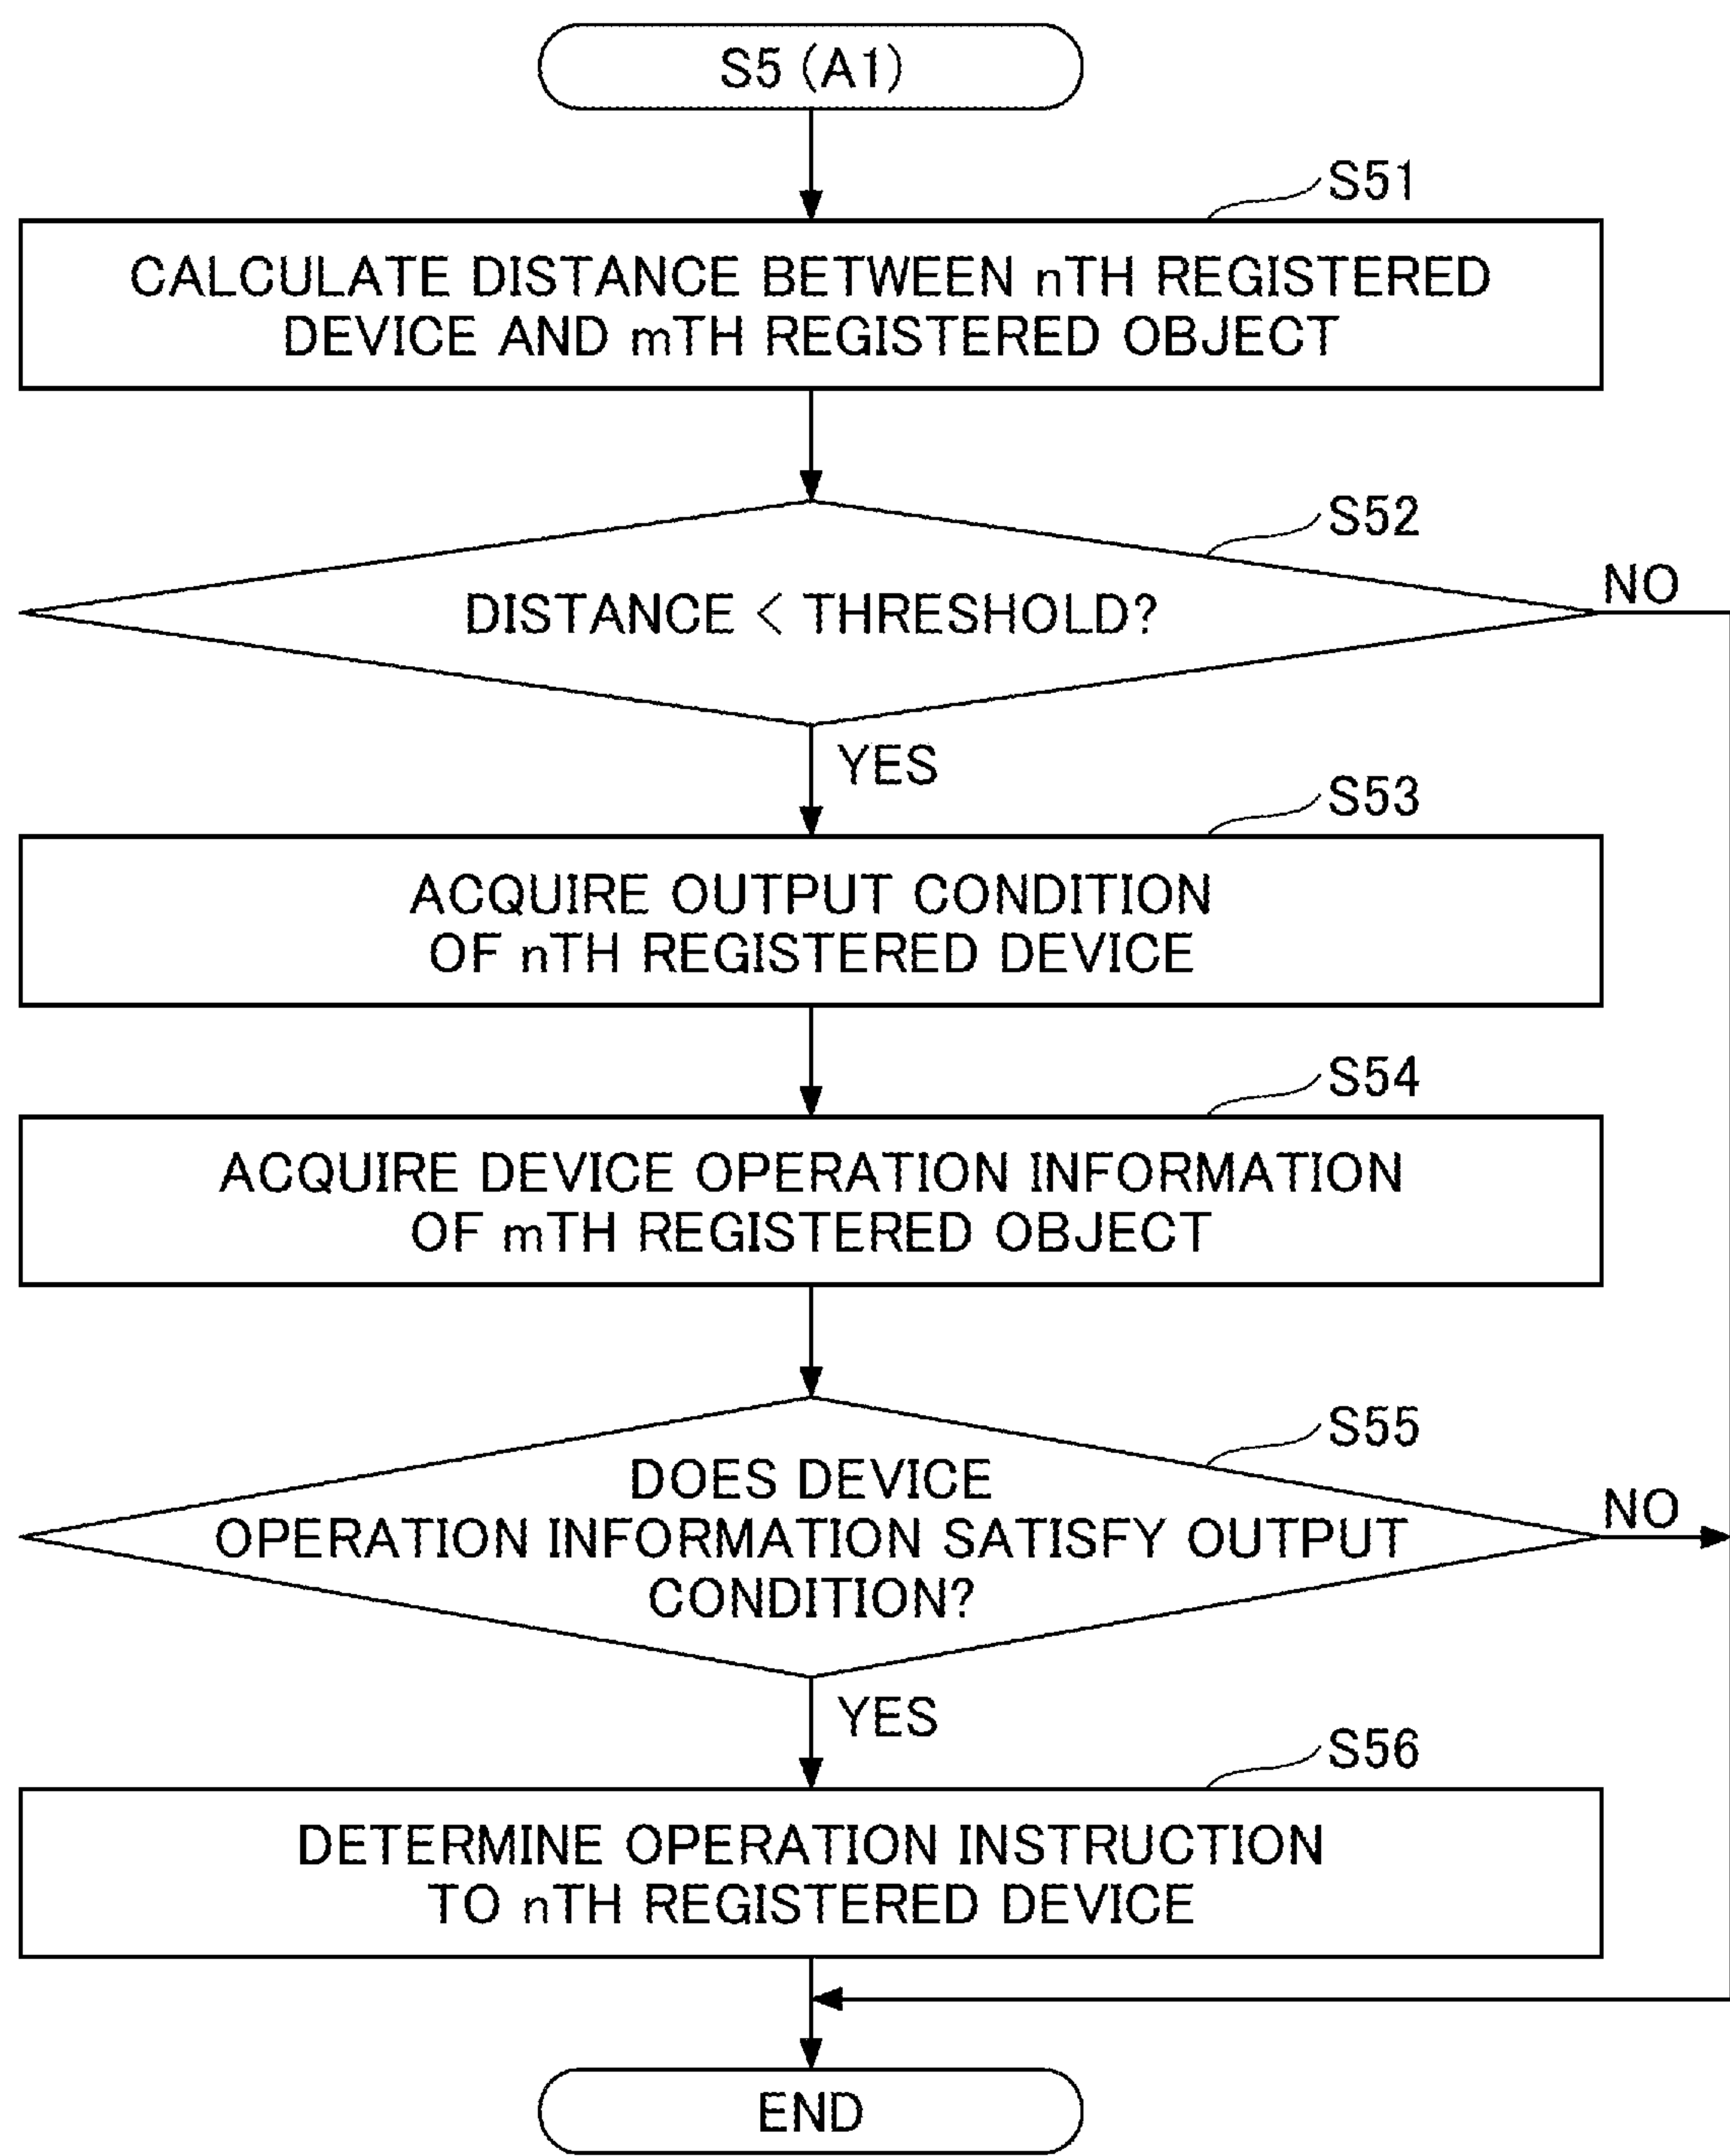 S5 (A1)
S51
CALCULATE DISTANCE BETWEEN nTH REGISTERED
DEVICE AND mTH REGISTERED OBJECT
S52
DISTANCE < THRESHOLD?
NO
YES
S53
ACQUIRE OUTPUT CONDITION
OF nTH REGISTERED DEVICE
S54
ACQUIRE DEVICE OPERATION INFORMATION
OF mTH REGISTERED OBJECT
S55
DOES DEVICE
OPERATION INFORMATION SATISFY OUTPUT
CONDITION?
NO
YES
S56
DETERMINE OPERATION INSTRUCTION
TO nTH REGISTERED DEVICE
END